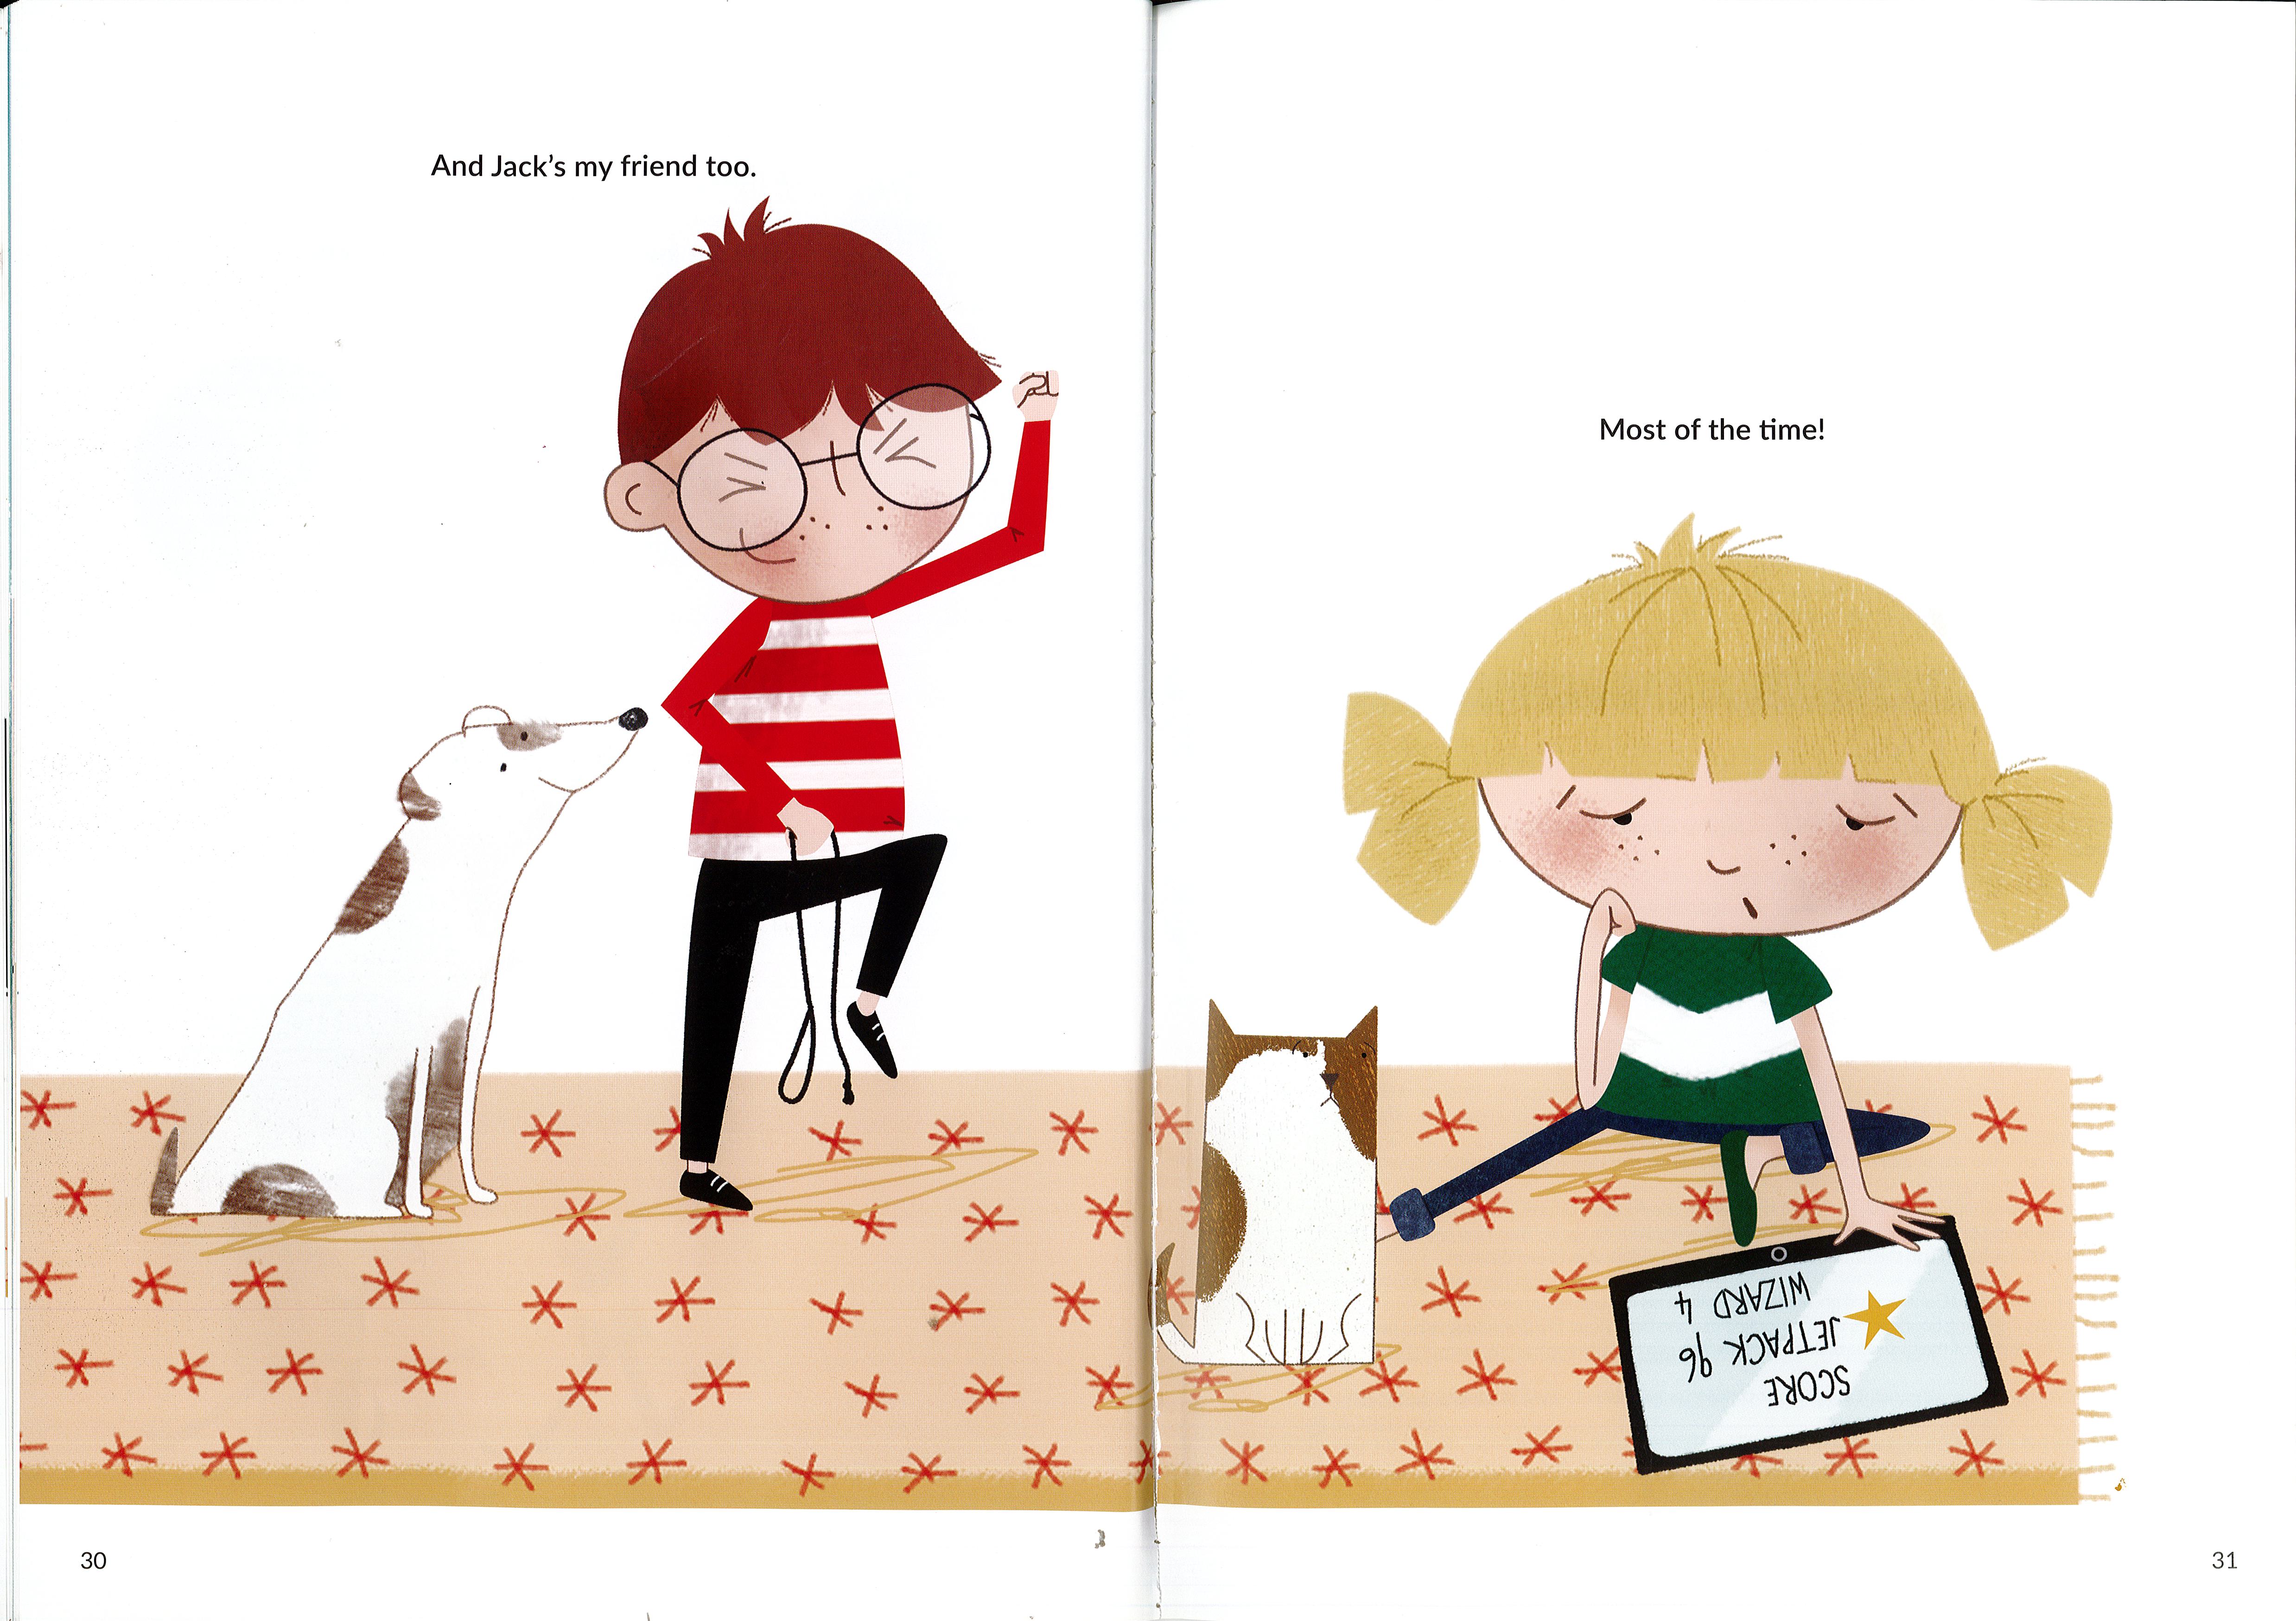 And Jack's my friend too.
30
Most of the time!
SCORE
JETPACK 96
WIZARD 4
31